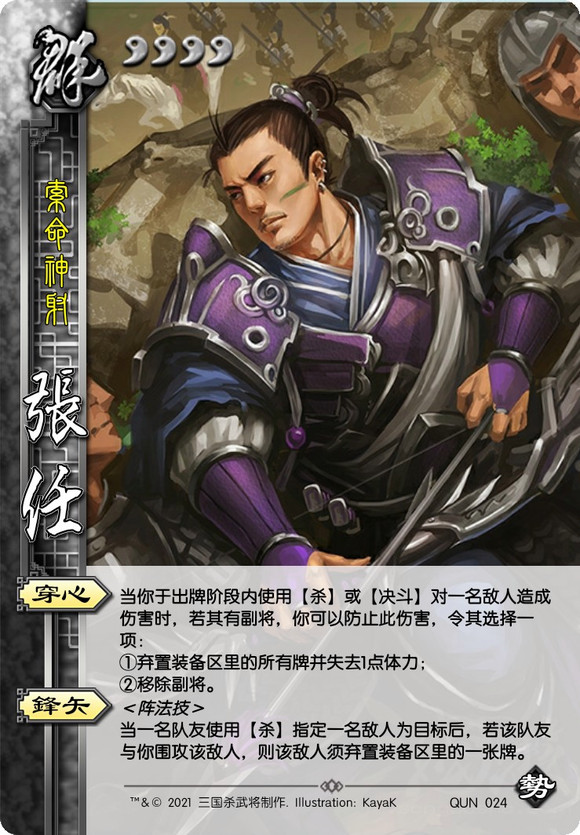 群
索命神射
張任
穿心
当你于出牌阶段内使用【杀】或【决斗】对一名敌人造成
伤害时，若其有副将，你可以防止此伤害，令其选择一
项：
①弃置装备区里的所有牌并失去1点体力；
②移除副将。
鋒矢
＜阵法技＞
当一名队友使用【杀】指定一名敌人为目标后，若该队友
与你围攻该敌人，则该敌人须弃置装备区里的一张牌。
™& © 2021 三国杀武将制作. Illustration: KayaK
QUN 024
勢